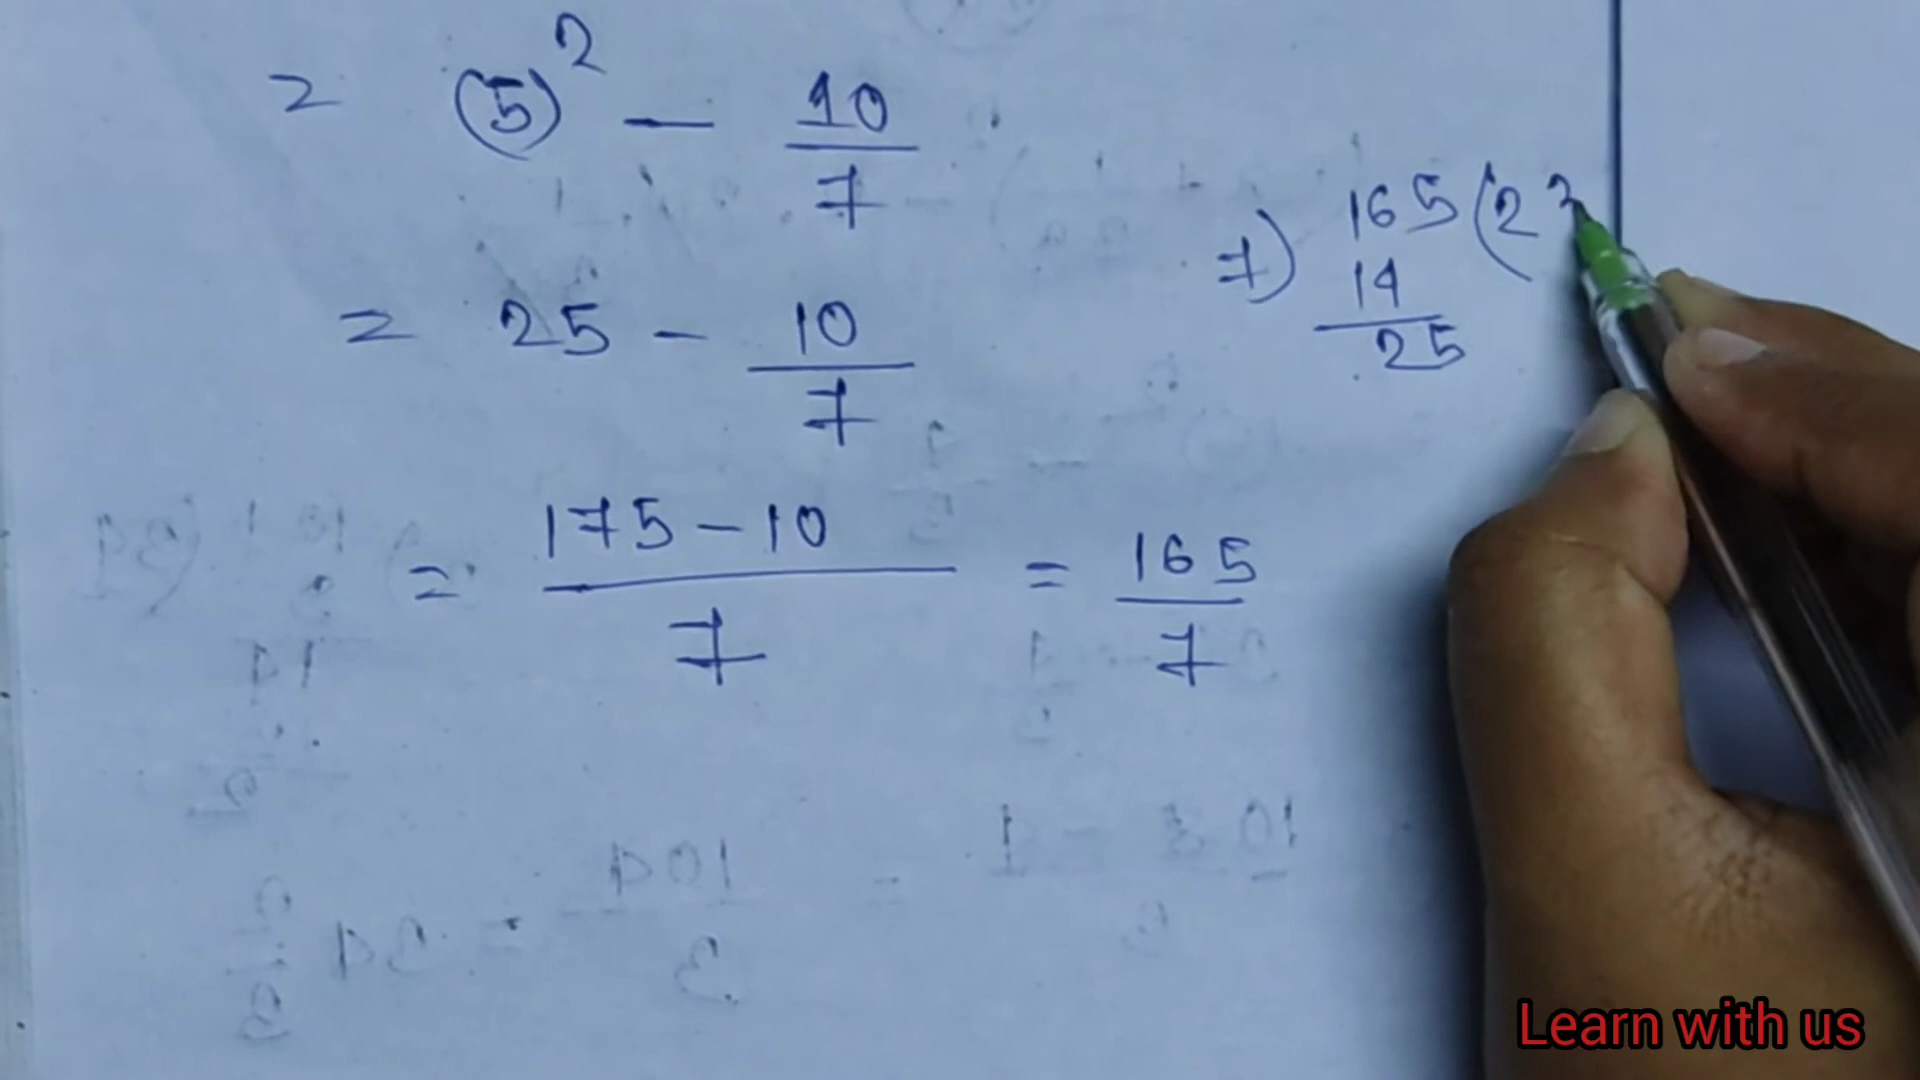 = (5)² - 10/7
= 25 - 10/7
= 175-10/7 = 165/7
7) 165 (23
14
25
Learn with us